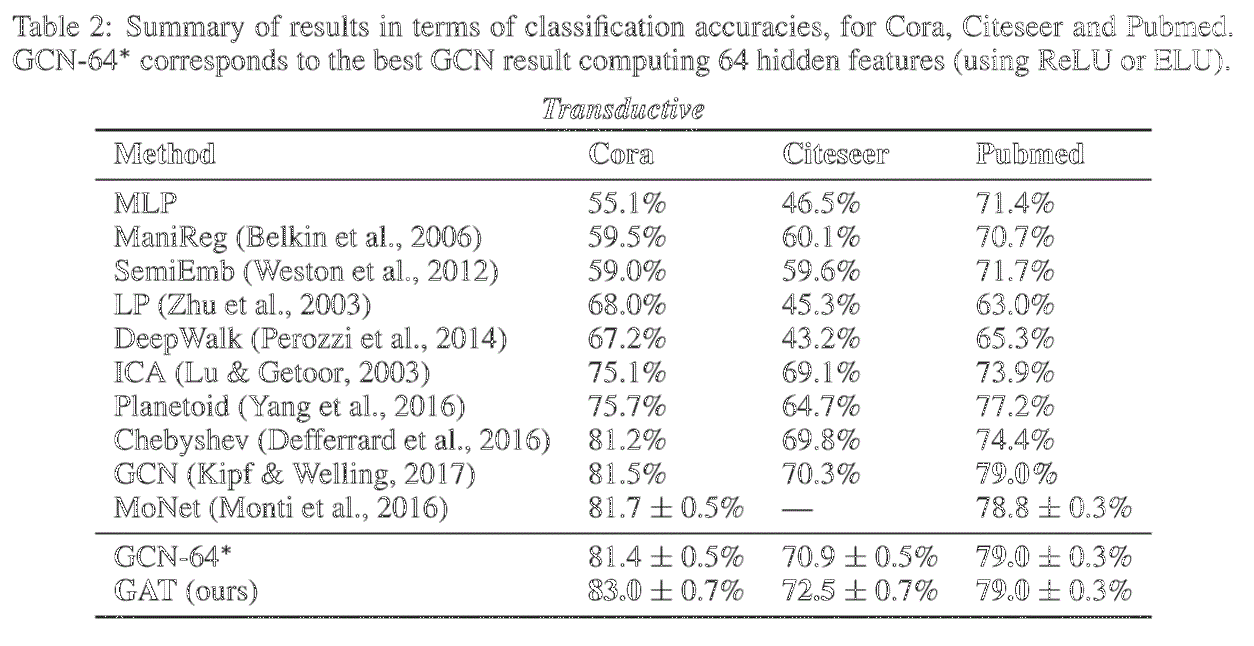 Table 2: Summary of results in terms of classification accuracies, for Cora, Citeseer and Pubmed.
GCN-64* corresponds to the best GCN result computing 64 hidden features (using ReLU or ELU).
Transductive
Method Cora Citeseer Pubmed
MLP 55.1% 46.5% 71.4%
ManiReg (Belkin et al., 2006) 59.5% 60.1% 70.7%
SemiEmb (Weston et al., 2012) 59.0% 59.6% 71.7%
LP (Zhu et al., 2003) 68.0% 45.3% 63.0%
DeepWalk (Perozzi et al., 2014) 67.2% 43.2% 65.3%
ICA (Lu & Getoor, 2003) 75.1% 69.1% 73.9%
Planetoid (Yang et al., 2016) 75.7% 64.7% 77.2%
Chebyshev (Defferrard et al., 2016) 81.2% 69.8% 74.4%
GCN (Kipf & Welling, 2017) 81.5% 70.3% 79.0%
MoNet (Monti et al., 2016) 81.7 ± 0.5% — 78.8 ± 0.3%
GCN-64* 81.4 ± 0.5% 70.9 ± 0.5% 79.0 ± 0.3%
GAT (ours) 83.0 ± 0.7% 72.5 ± 0.7% 79.0 ± 0.3%